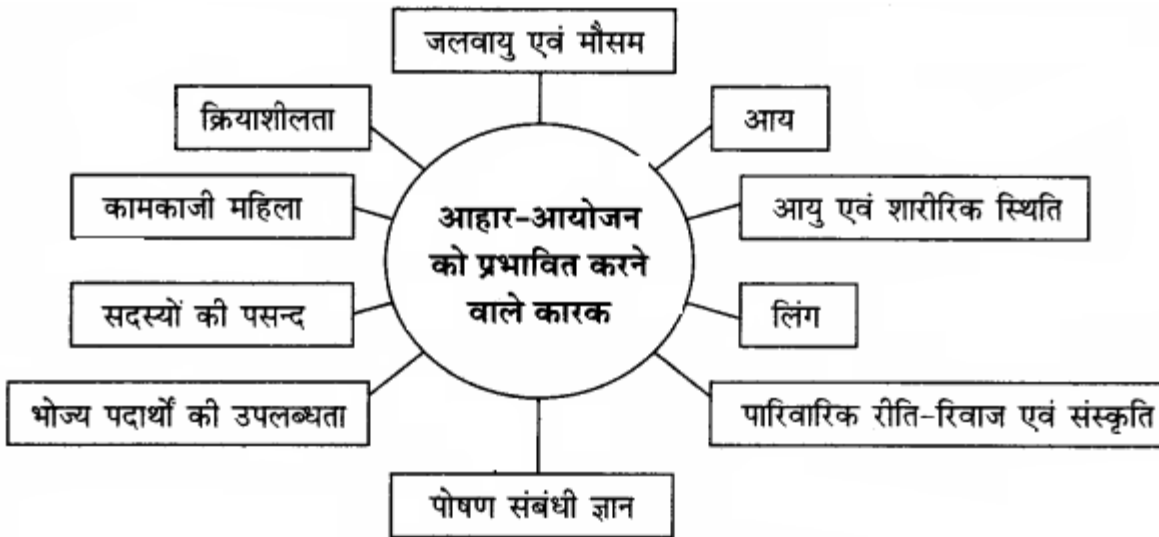 जलवायु एवं मौसम
क्रियाशीलता
आय
कामकाजी महिला
आयु एवं शारीरिक स्थिति
आहार-आयोजन
को प्रभावित करने
वाले कारक
सदस्यों की पसन्द
लिंग
भोज्य पदार्थों की उपलब्धता
पारिवारिक रीति-रिवाज एवं संस्कृति
पोषण संबंधी ज्ञान